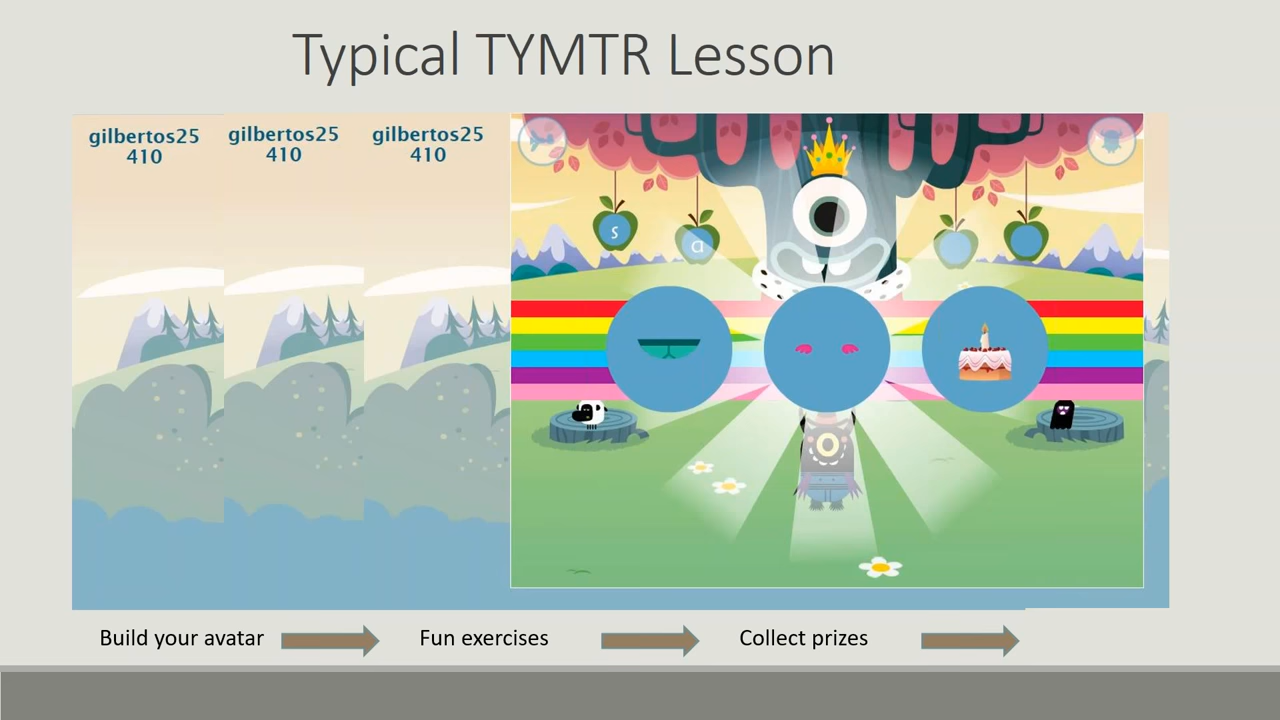 Typical TYMTR Lesson
gilbertos25
410
gilbertos25
410
gilbertos25
410
s
a
Build your avatar
Fun exercises
Collect prizes